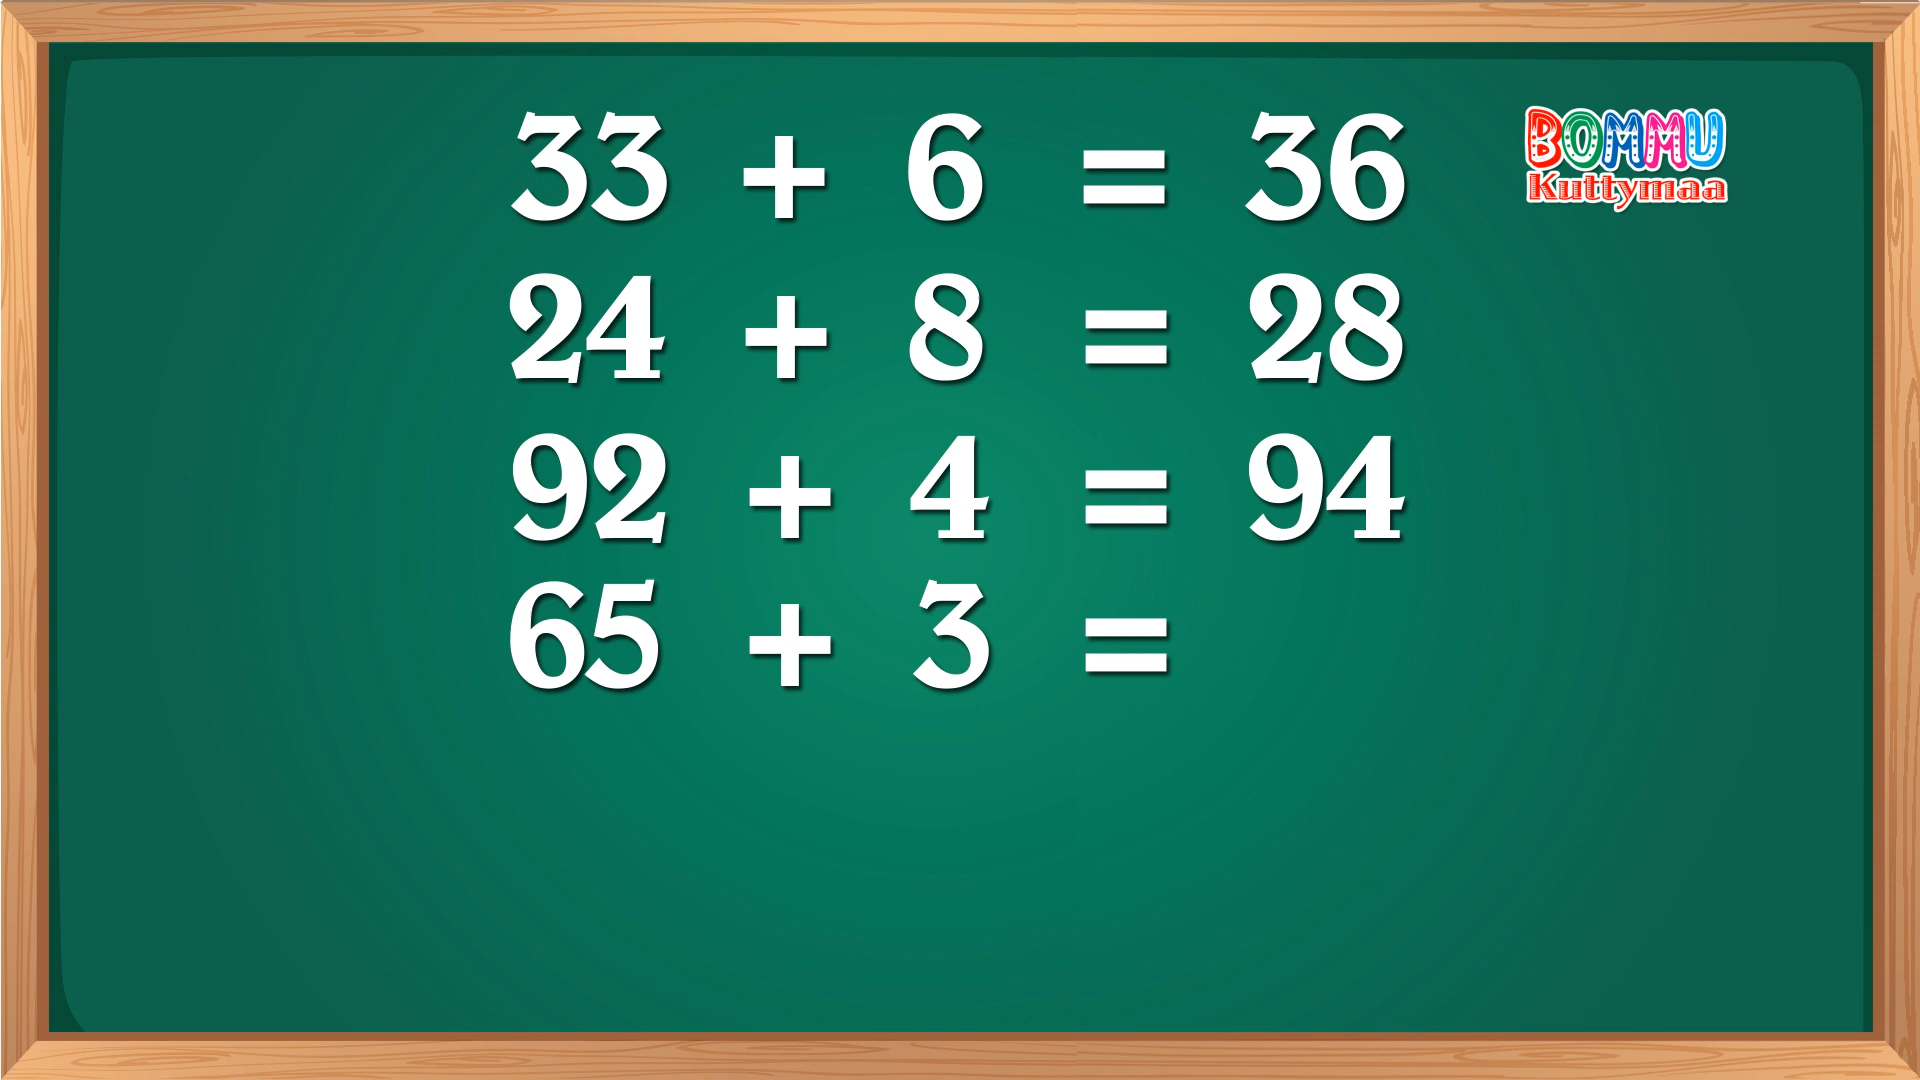 33 + 6 = 36
BOMMU
Kuttymaa
24 + 8 = 28
92 + 4 = 94
65 + 3 =